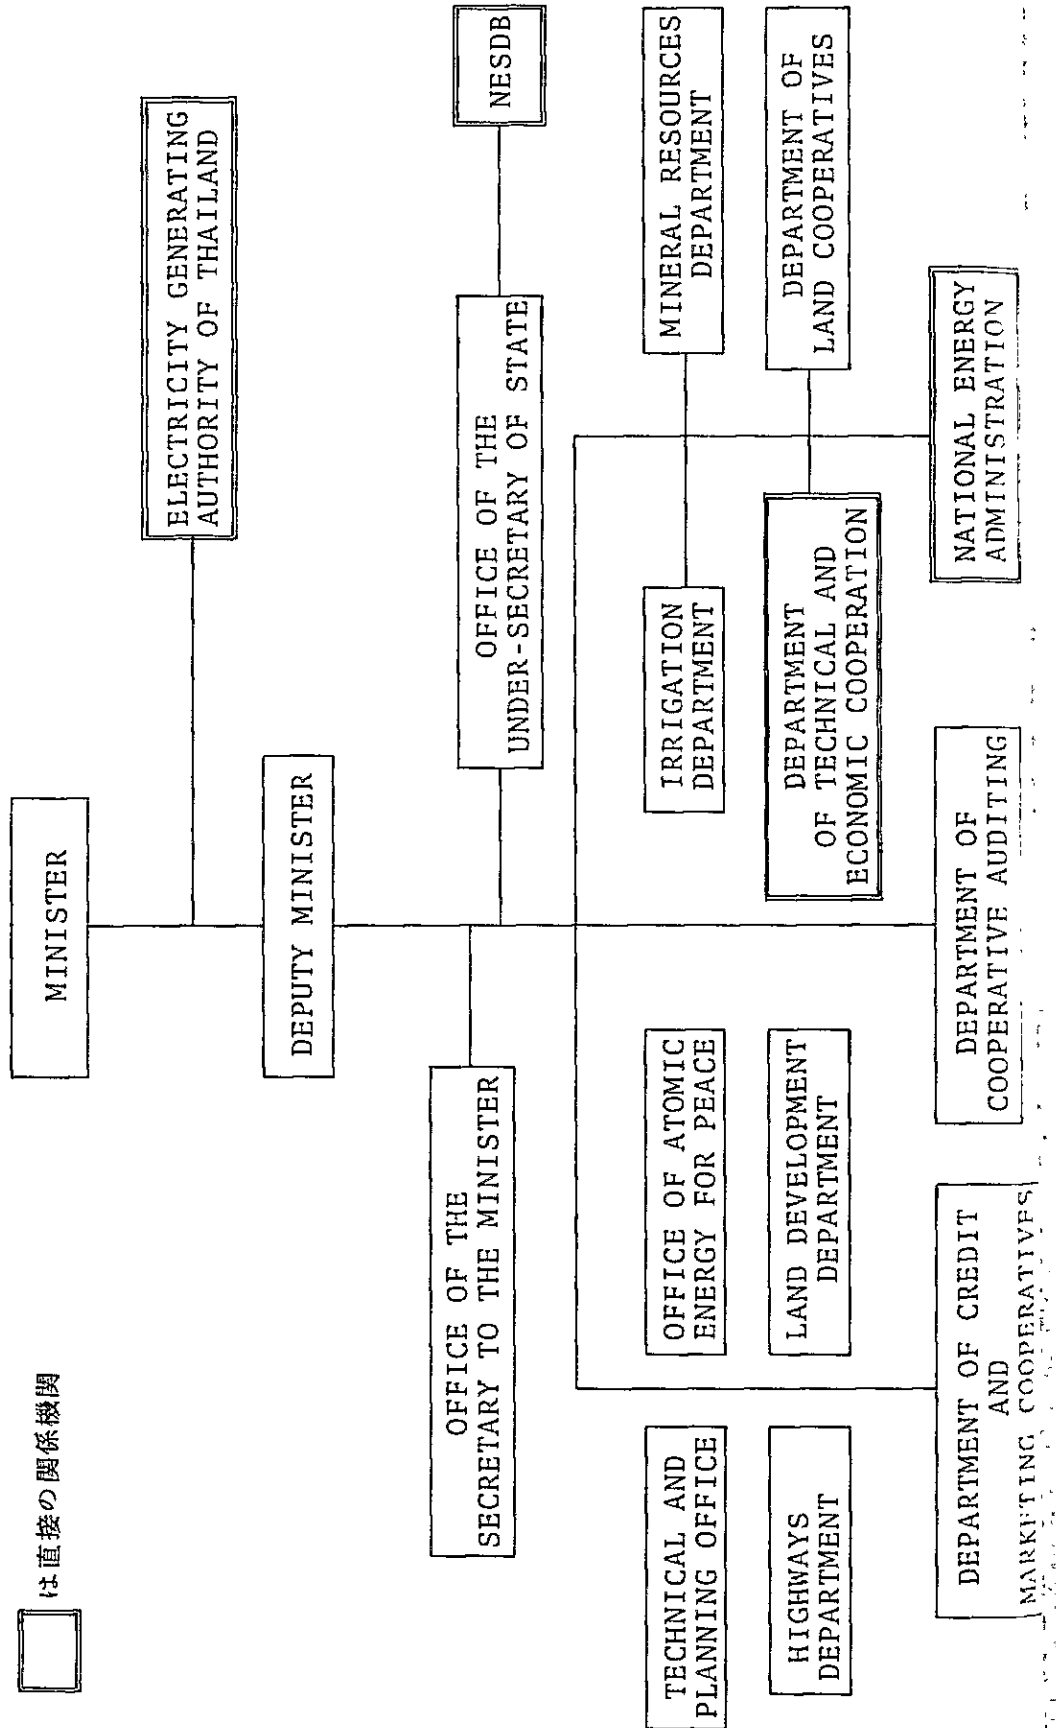 は直接の関係機関
MINISTER
ELECTRICITY GENERATING
AUTHORITY OF THAILAND
DEPUTY MINISTER
OFFICE OF THE
SECRETARY TO THE MINISTER
OFFICE OF THE
UNDER-SECRETARY OF STATE
NESDB
TECHNICAL AND
PLANNING OFFICE
OFFICE OF ATOMIC
ENERGY FOR PEACE
IRRIGATION
DEPARTMENT
MINERAL RESOURCES
DEPARTMENT
HIGHWAYS
DEPARTMENT
LAND DEVELOPMENT
DEPARTMENT
DEPARTMENT
OF TECHNICAL AND
ECONOMIC COOPERATION
DEPARTMENT OF
LAND COOPERATIVES
DEPARTMENT OF CREDIT
AND
MARKETING COOPERATIVES
DEPARTMENT OF
COOPERATIVE AUDITING
NATIONAL ENERGY
ADMINISTRATION